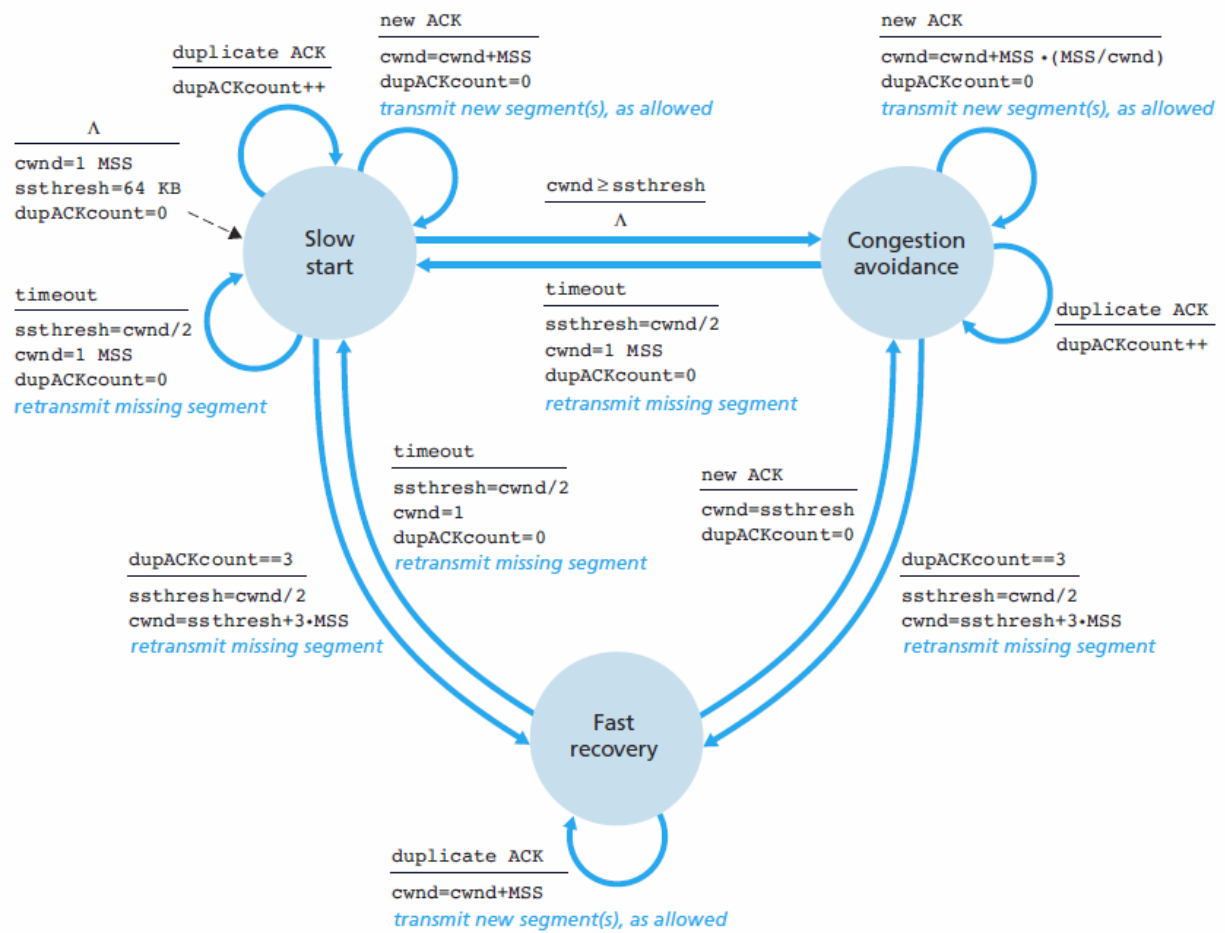 new ACK
cwnd=cwnd+MSS
dupACKcount=0
transmit new segment(s), as allowed
new ACK
cwnd=cwnd+MSS •(MSS/cwnd)
dupACKcount=0
transmit new segment(s), as allowed
duplicate ACK
dupACKcount++
Λ
cwnd=1 MSS
ssthresh=64 KB
dupACKcount=0
cwnd≥ssthresh
Λ
Slow
start
Congestion
avoidance
timeout
ssthresh=cwnd/2
cwnd=1 MSS
dupACKcount=0
retransmit missing segment
timeout
ssthresh=cwnd/2
cwnd=1 MSS
dupACKcount=0
retransmit missing segment
duplicate ACK
dupACKcount++
timeout
ssthresh=cwnd/2
cwnd=1
dupACKcount=0
retransmit missing segment
new ACK
cwnd=ssthresh
dupACKcount=0
dupACKcount==3
ssthresh=cwnd/2
cwnd=ssthresh+3•MSS
retransmit missing segment
dupACKcount==3
ssthresh=cwnd/2
cwnd=ssthresh+3•MSS
retransmit missing segment
Fast
recovery
duplicate ACK
cwnd=cwnd+MSS
transmit new segment(s), as allowed